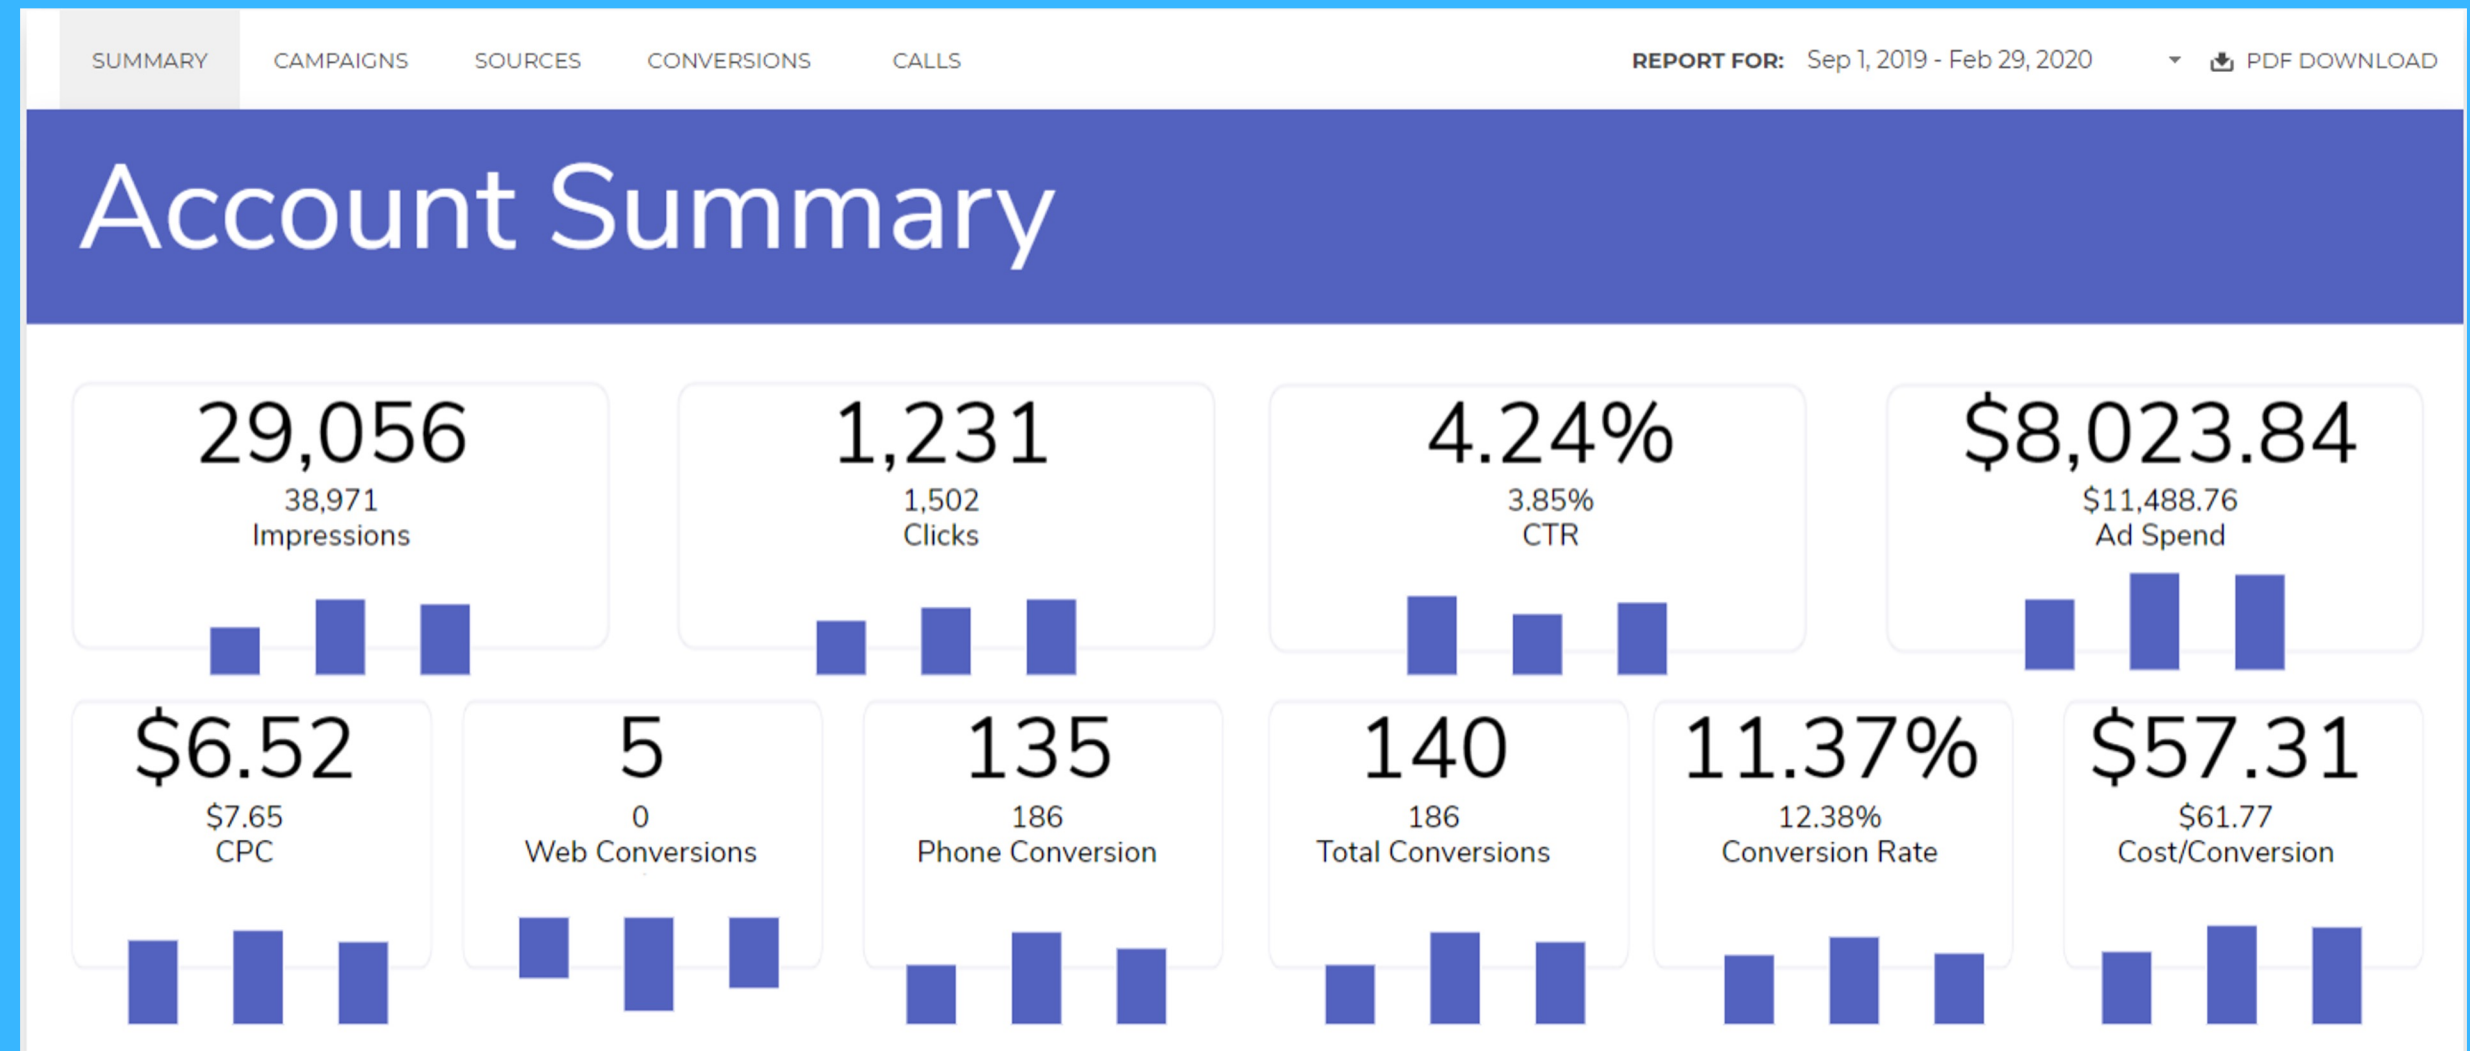 SUMMARY CAMPAIGNS SOURCES CONVERSIONS CALLS REPORT FOR: Sep 1, 2019 - Feb 29, 2020 PDF DOWNLOAD
Account Summary
29,056
38,971
Impressions
1,231
1,502
Clicks
4.24%
3.85%
CTR
$8,023.84
$11,488.76
Ad Spend
$6.52
$7.65
CPC
5
0
Web Conversions
135
186
Phone Conversion
140
186
Total Conversions
11.37%
12.38%
Conversion Rate
$57.31
$61.77
Cost/Conversion